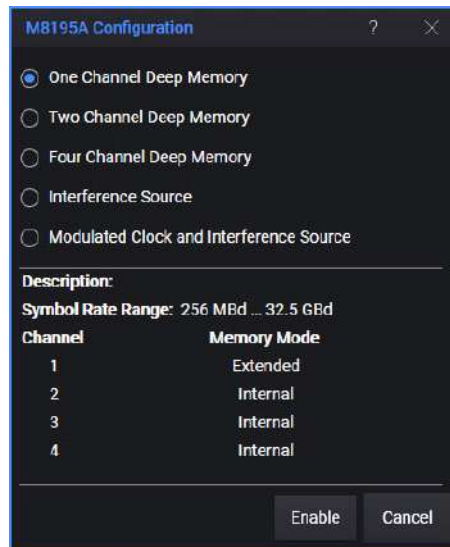 M8195A Configuration ?
One Channel Deep Memory
Two Channel Deep Memory
Four Channel Deep Memory
Interference Source
Modulated Clock and Interference Source
Description:
Symbol Rate Range: 256 MBd ... 32.5 GBd
Channel Memory Mode
1 Extended
2 Internal
3 Internal
4 Internal
Enable Cancel